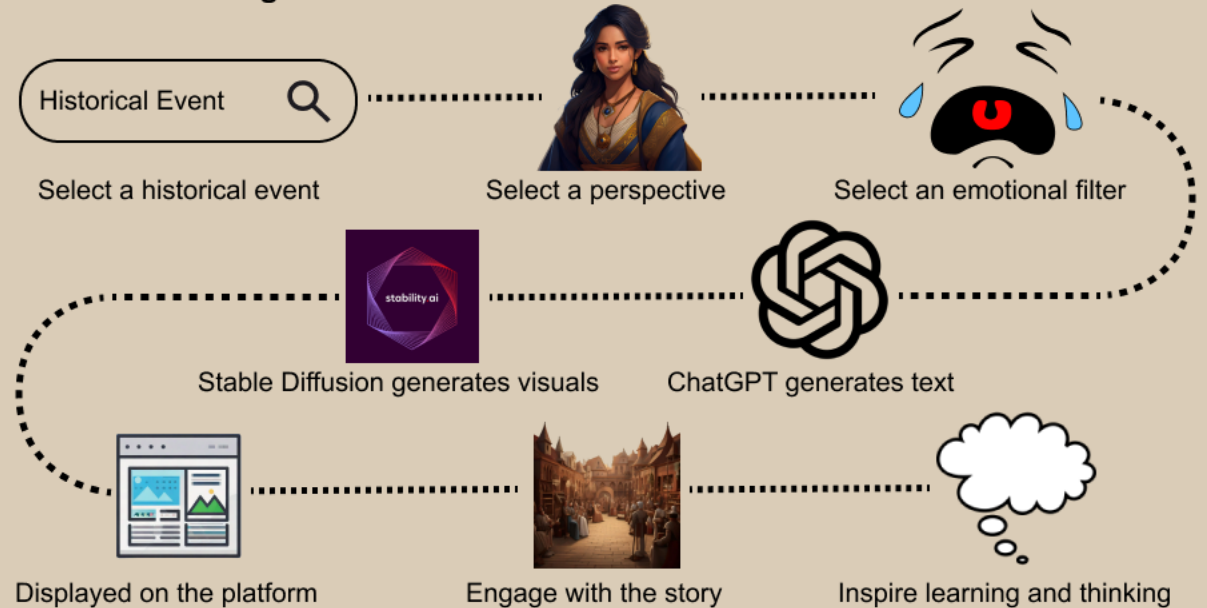 Historical Event
Select a historical event
Select a perspective
Select an emotional filter
stability ai
Stable Diffusion generates visuals
ChatGPT generates text
Displayed on the platform
Engage with the story
Inspire learning and thinking